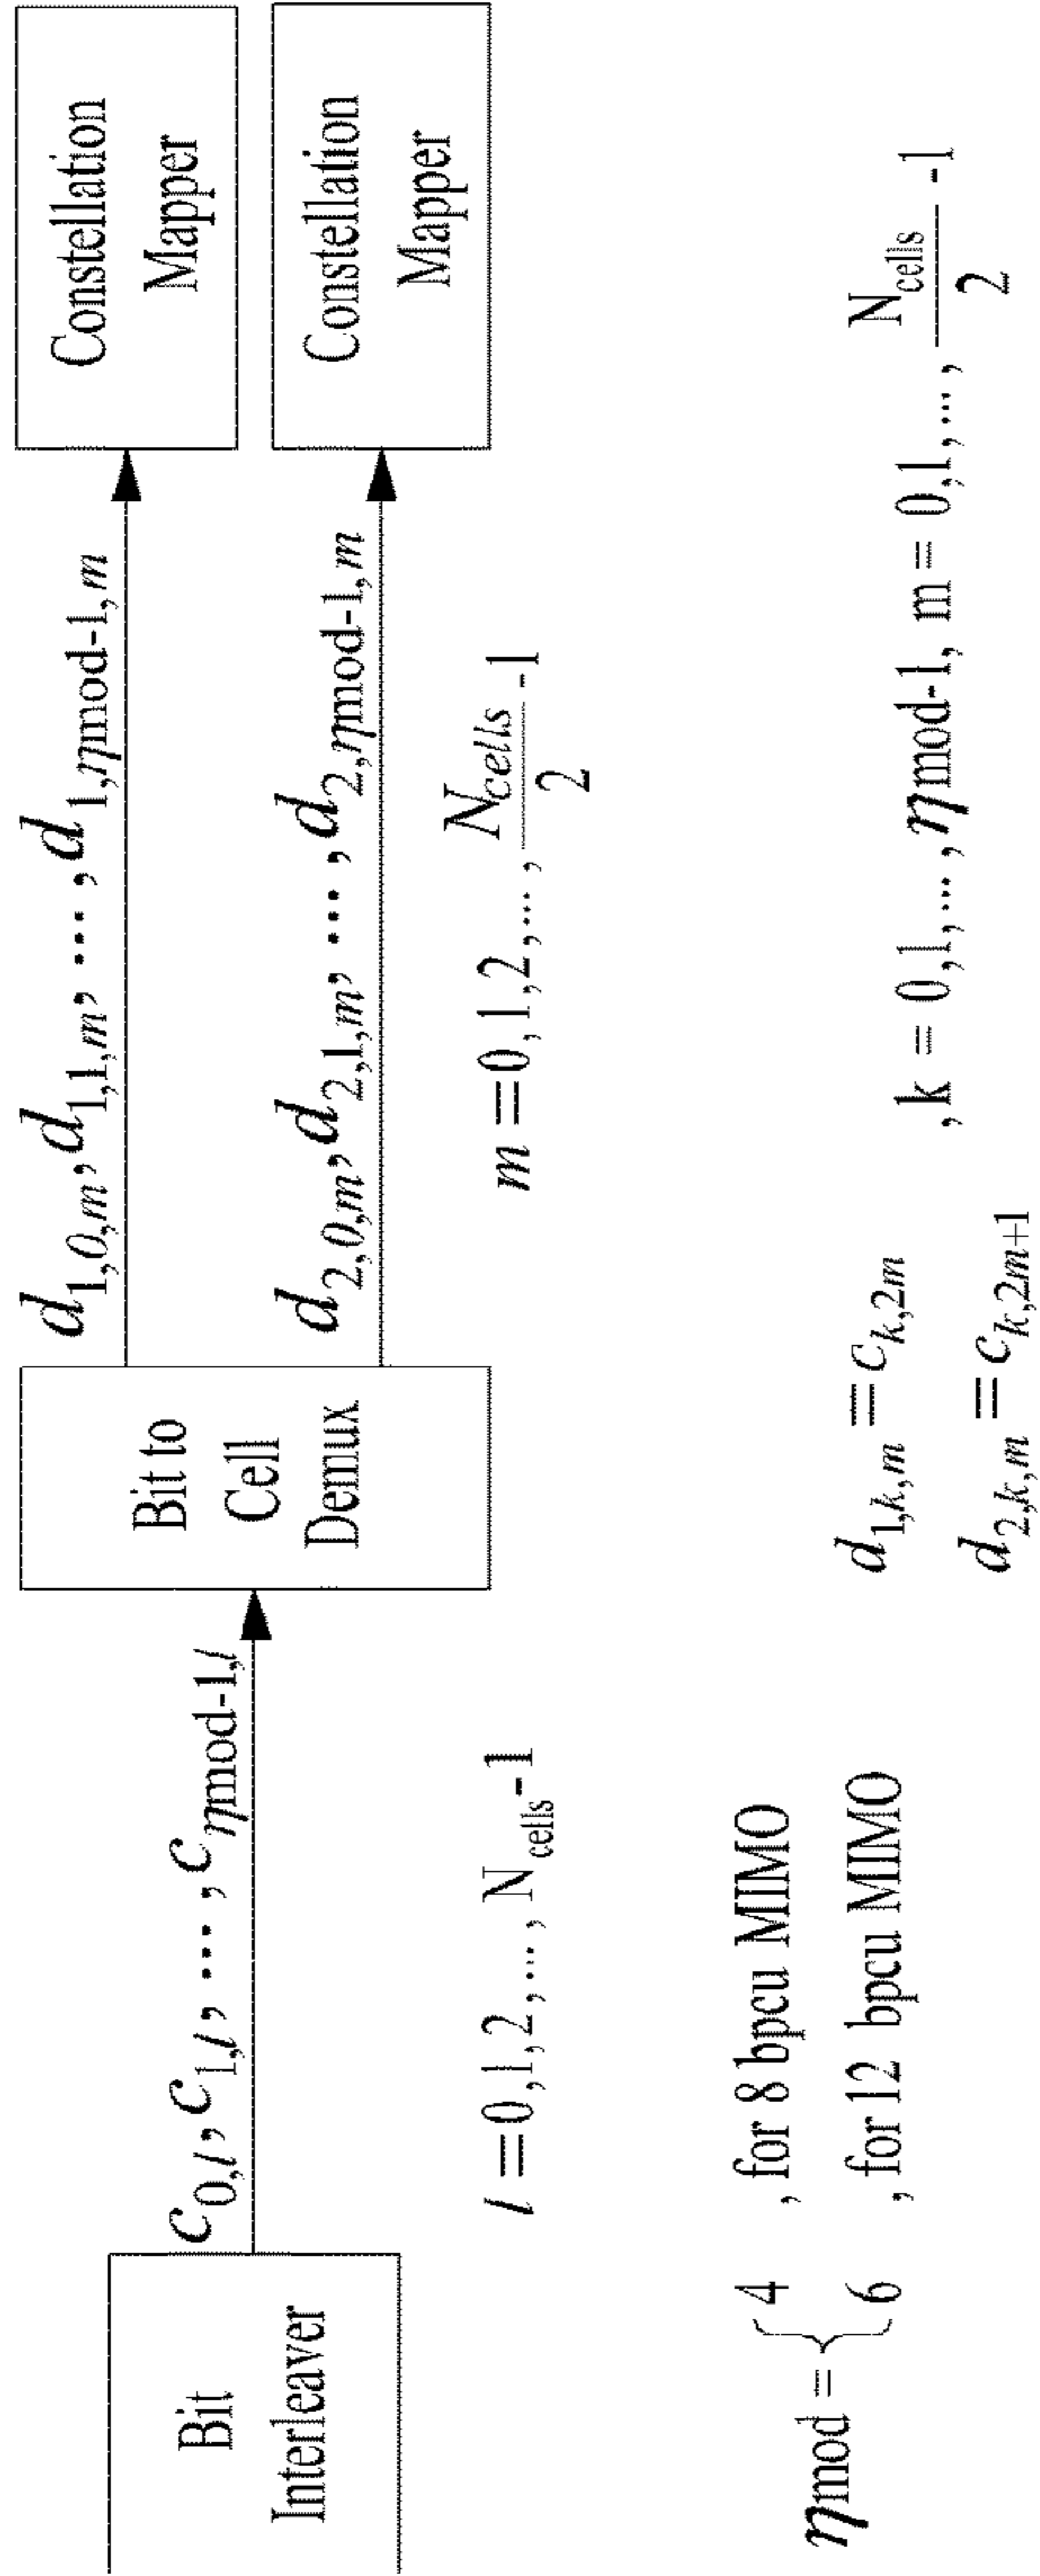 Bit
Interleaver
c0,l, c1,l, ..., cηmod-1,l
l = 0,1,2,..., Ncells-1
Bit to
Cell
Demux
d1,0,m, d1,1,m, ..., d1,ηmod-1,m
d2,0,m, d2,1,m, ..., d2,ηmod-1,m
m = 0,1,2,..., Ncells/2 -1
Constellation
Mapper
Constellation
Mapper
ηmod = { 4 , for 8 bpcu MIMO
6 , for 12 bpcu MIMO
d1,k,m = ck,2m
d2,k,m = ck,2m+1
,k = 0,1,..., ηmod-1, m = 0,1,..., Ncells/2 -1